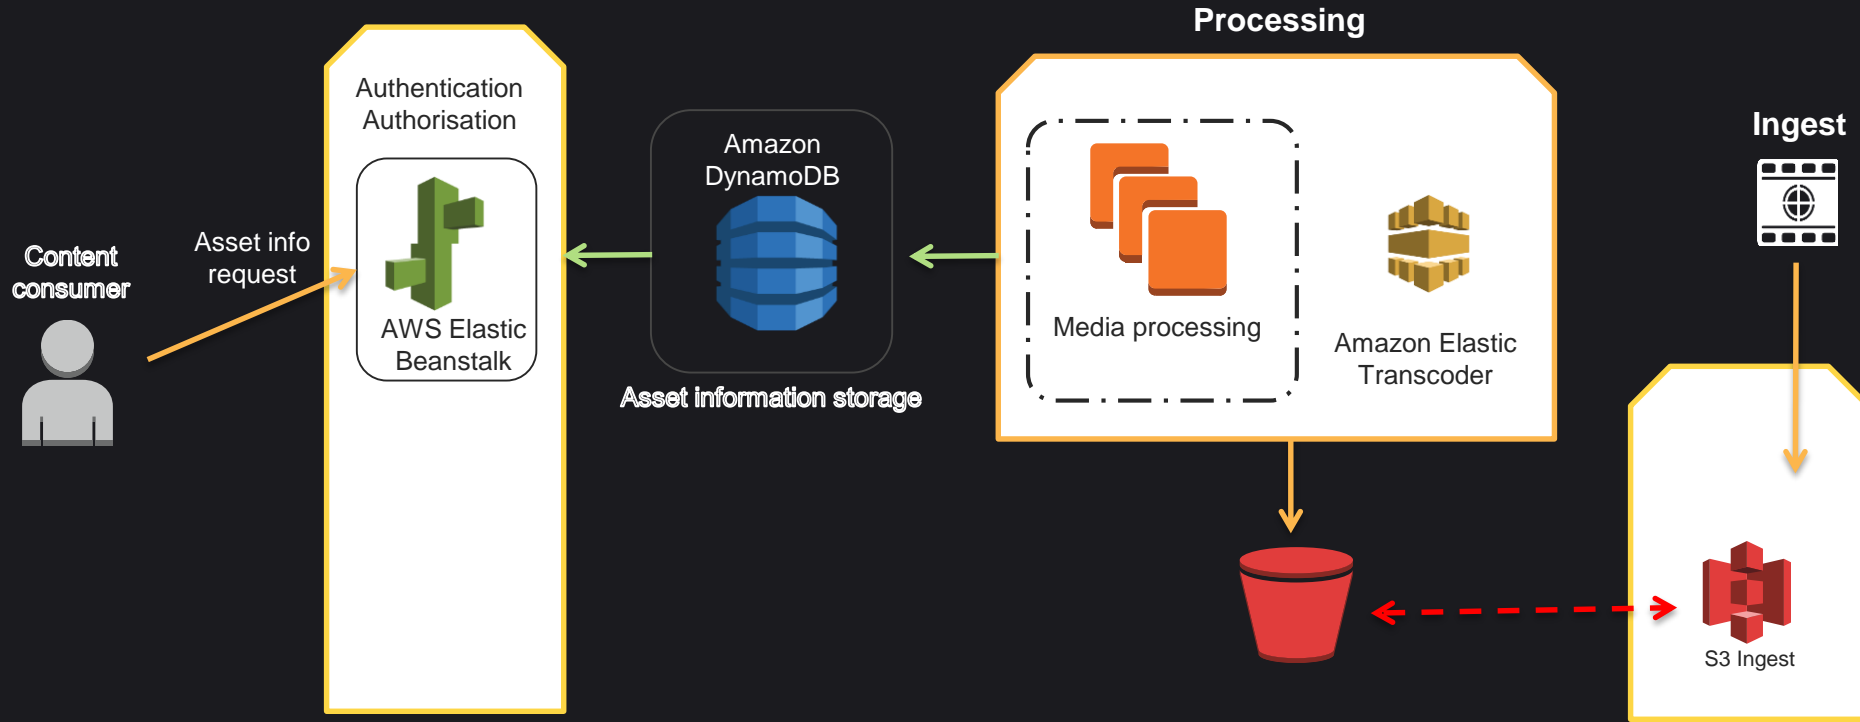 Processing
Authentication
Authorisation
Amazon
DynamoDB
Ingest
Asset info
request
Content
consumer
AWS Elastic
Beanstalk
Media processing
Amazon Elastic
Transcoder
Asset information storage
S3 Ingest